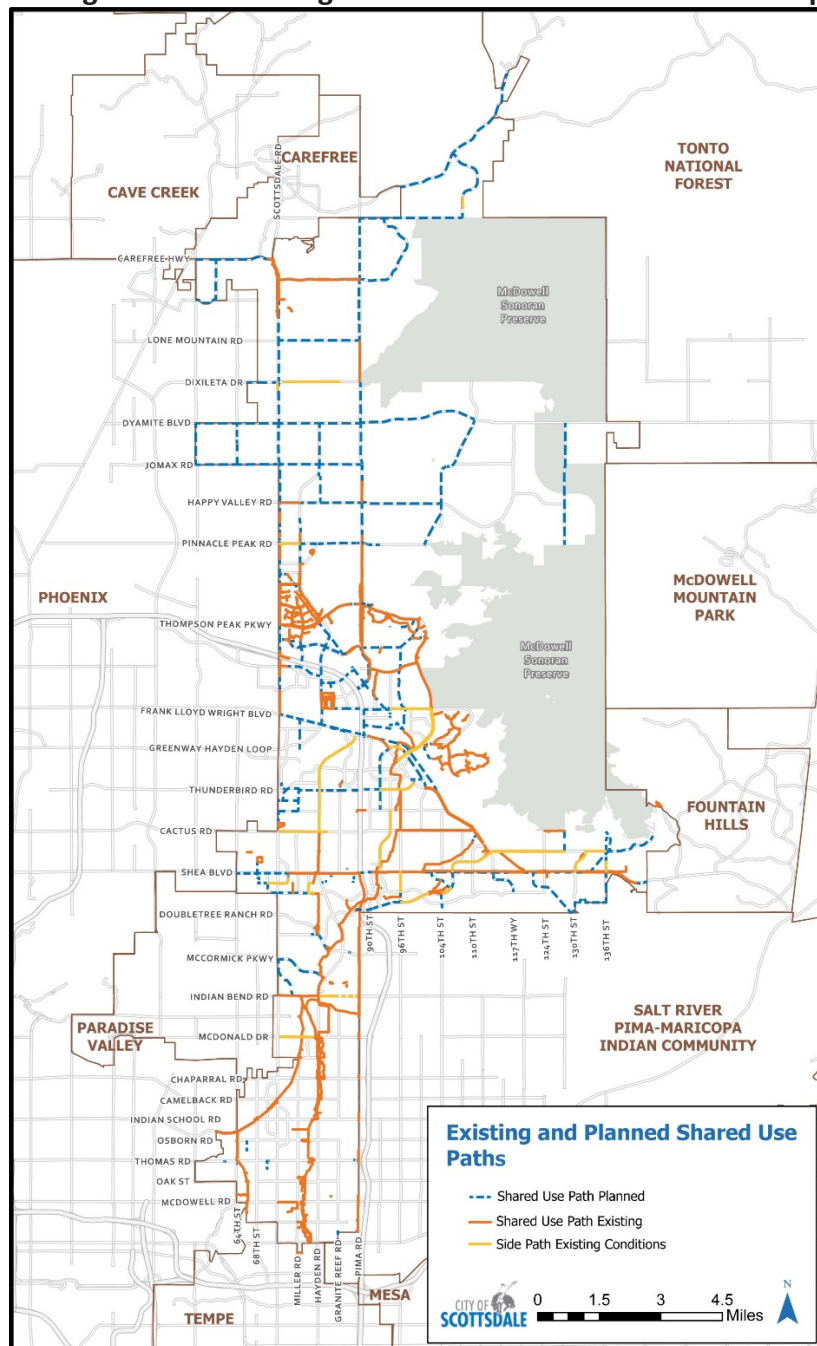 SCOTTSDALE RD
CAREFREE
CAVE CREEK
TONTO
NATIONAL
FOREST
CAREFREE HWY
McDowell
Sonoran
Preserve
LONE MOUNTAIN RD
DIXILETA DR
DYAMITE BLVD
JOMAX RD
HAPPY VALLEY RD
PINNACLE PEAK RD
PHOENIX
McDOWELL
MOUNTAIN
PARK
THOMPSON PEAK PKWY
McDowell
Sonoran
Preserve
FRANK LLOYD WRIGHT BLVD
GREENWAY HAYDEN LOOP
THUNDERBIRD RD
FOUNTAIN
HILLS
CACTUS RD
SHEA BLVD
DOUBLETREE RANCH RD
90TH ST
96TH ST
104TH ST
110TH ST
117TH WY
124TH ST
130TH ST
136TH ST
MCCORMICK PKWY
INDIAN BEND RD
PARADISE
VALLEY
MCDONALD DR
SALT RIVER
PIMA-MARICOPA
INDIAN COMMUNITY
CHAPARRAL RD
CAMELBACK RD
INDIAN SCHOOL RD
OSBORN RD
THOMAS RD
OAK ST
MCDOWELL RD
64TH ST
68TH ST
MILLER RD
HAYDEN RD
GRANITE REEF RD
PIMA RD
MESA
TEMPE
Existing and Planned Shared Use
Paths
Shared Use Path Planned
Shared Use Path Existing
Side Path Existing Conditions
CITY OF
SCOTTSDALE
0 1.5 3 4.5
Miles
N